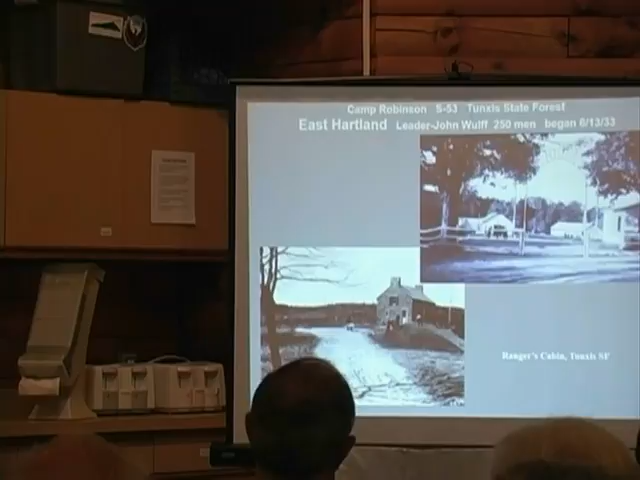 Camp Robinson S-53 Tunxis State Forest
East Hartland Leader-John Wulff 250 men began 6/13/33
Ranger's Cabin, Tunxis SF